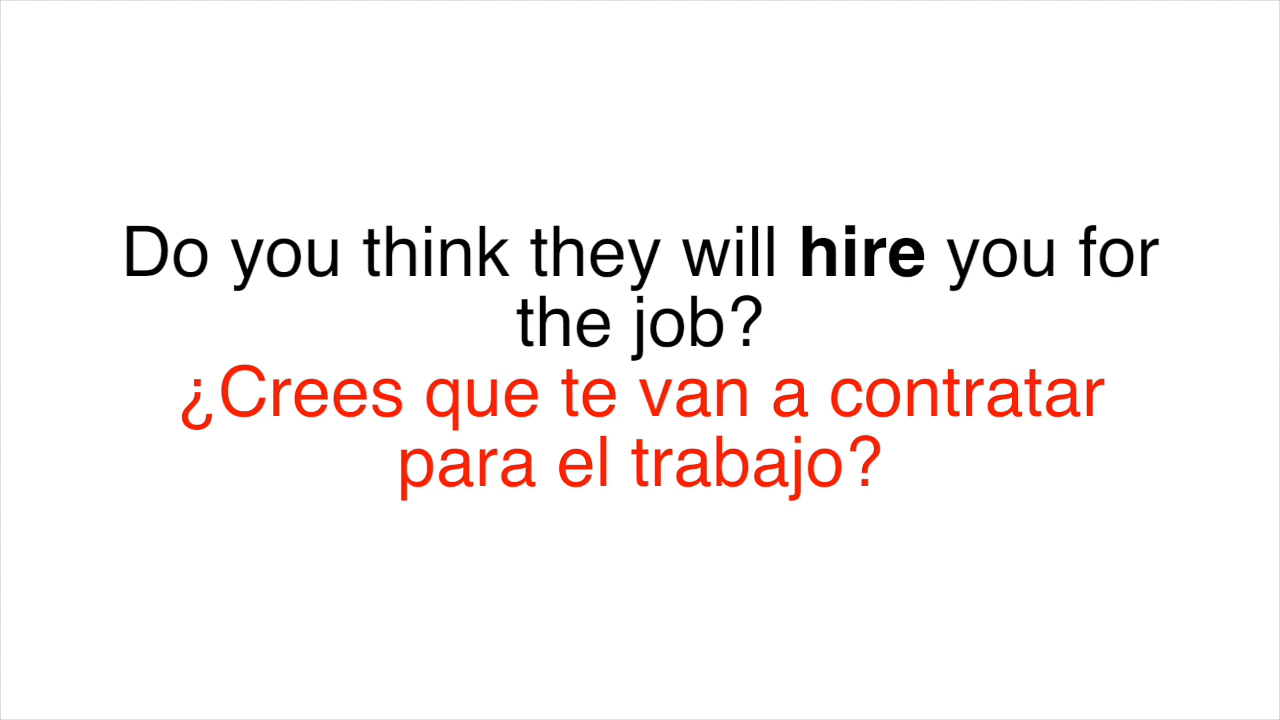 Do you think they will hire you for
the job?
¿Crees que te van a contratar
para el trabajo?